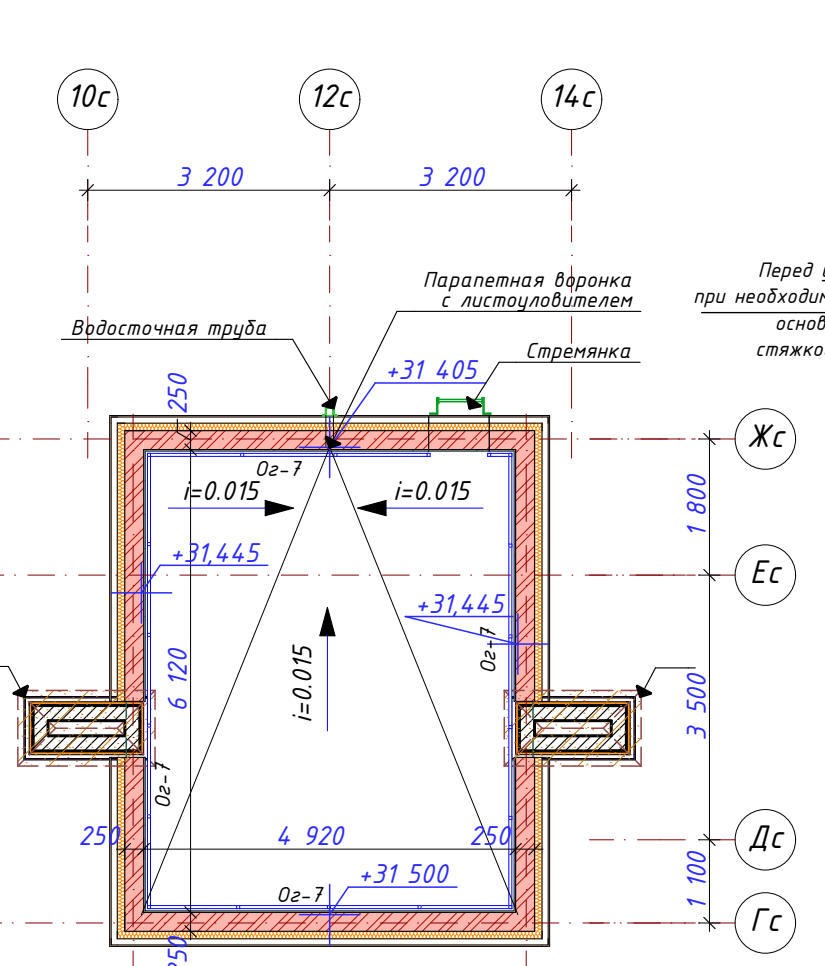 10с
12с
14с
3 200
3 200
Парапетная воронка
с листоуловителем
Перед
при необходим
основ
стяжко
Водосточная труба
Стремянка
+31 405
250
Жс
Ог-7
i=0.015
i=0.015
1 800
+31,445
Ес
+31,445
Ог-7
i=0.015
6 120
3 500
Ог-7
250
4 920
250
Дс
+31 500
Ог-7
1 100
Гс
250